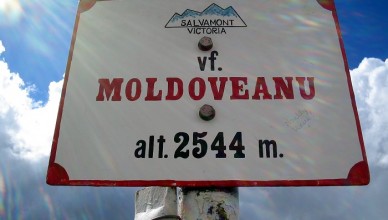 SALVAMONT
VICTORIA
vf.
MOLDOVEANU
alt. 2544 m.